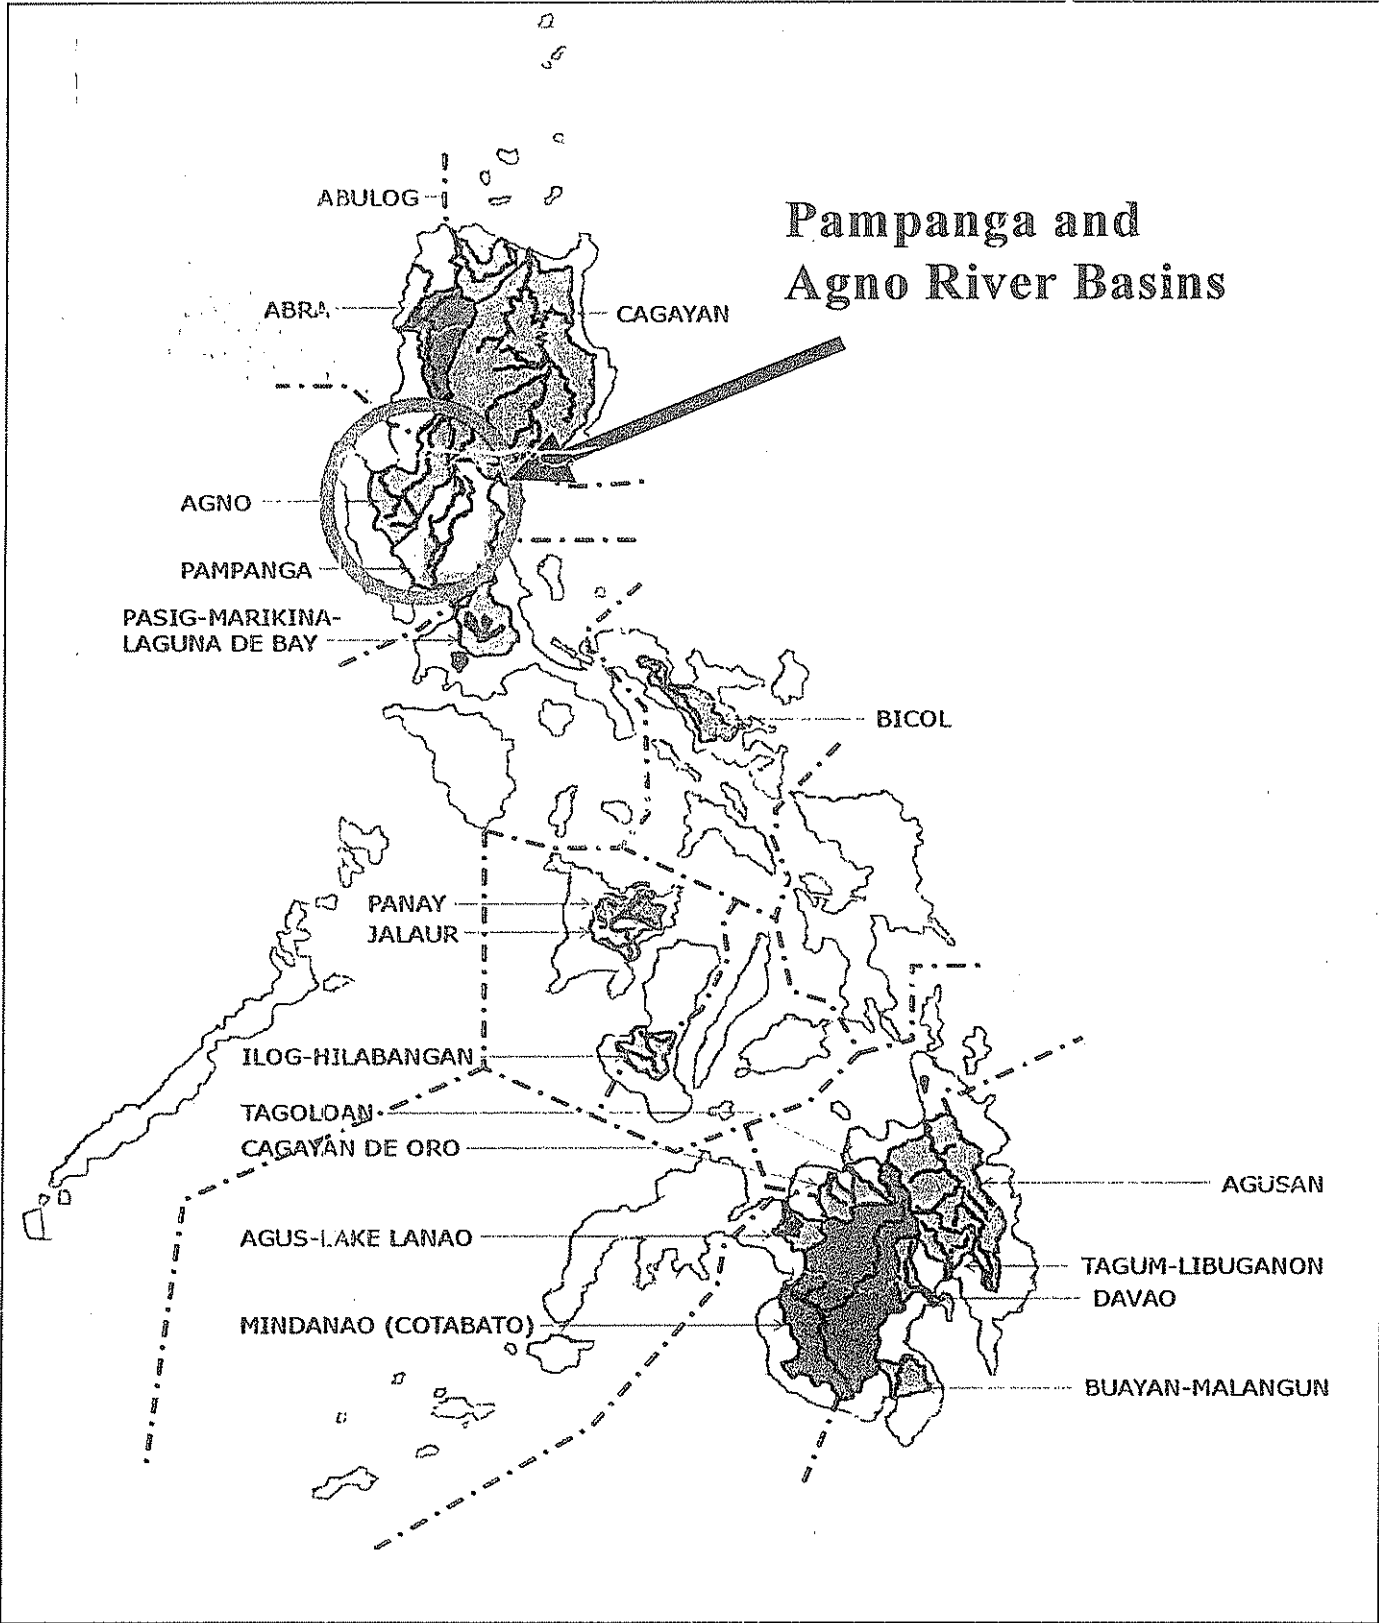 ABULOG
Pampanga and
Agno River Basins
ABRA
CAGAYAN
AGNO
PAMPANGA
PASIG-MARIKINA-
LAGUNA DE BAY
BICOL
PANAY
JALAUR
ILOG-HILABANGAN
TAGOLOAN
CAGAYAN DE ORO
AGUSAN
AGUS-LAKE LANAO
TAGUM-LIBUGANON
DAVAO
MINDANAO (COTABATO)
BUAYAN-MALANGUN